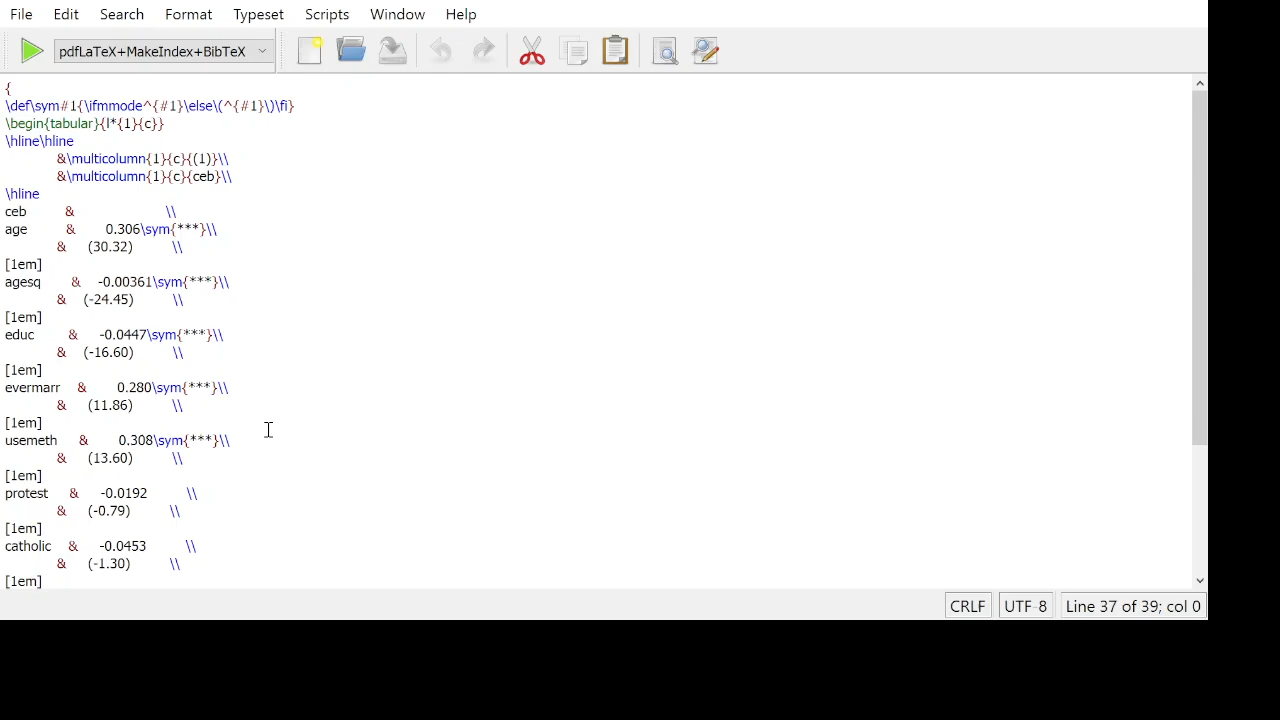 File Edit Search Format Typeset Scripts Window Help
pdfLaTeX+MakeIndex+BibTeX
{
\def\sym#1{\ifmmode^{#1}\else\(^{#1}\)\fi}
\begin{tabular}{l*{1}{c}}
\hline\hline
&\multicolumn{1}{c}{(1)}\\
&\multicolumn{1}{c}{ceb}\\
\hline
ceb & \\
age & 0.306\sym{***}\\
& (30.32) \\
[1em]
agesq & -0.00361\sym{***}\\
& (-24.45) \\
[1em]
educ & -0.0447\sym{***}\\
& (-16.60) \\
[1em]
evermarr & 0.280\sym{***}\\
& (11.86) \\
[1em]
usemeth & 0.308\sym{***}\\
& (13.60) \\
[1em]
protest & -0.0192 \\
& (-0.79) \\
[1em]
catholic & -0.0453 \\
& (-1.30) \\
[1em]
CRLF UTF-8 Line 37 of 39; col 0